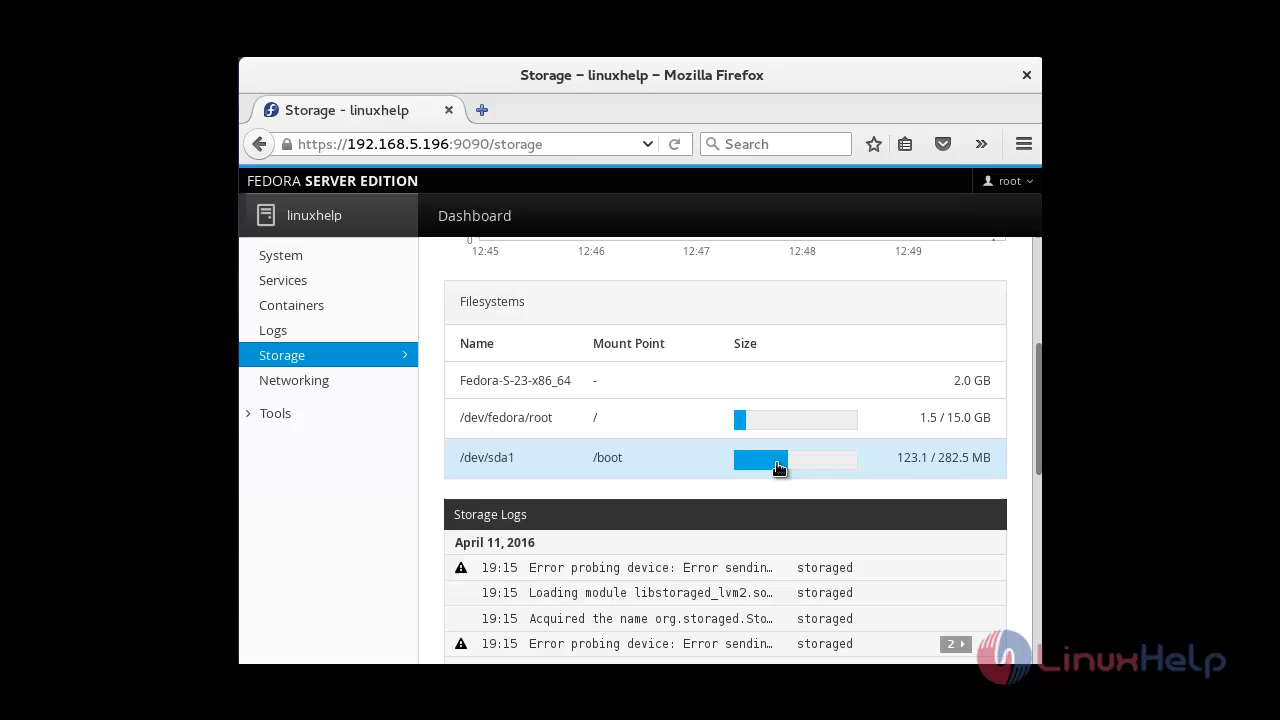 Storage - linuxhelp - Mozilla Firefox
Storage - linuxhelp
https://192.168.5.196:9090/storage
Search
FEDORA SERVER EDITION
root
linuxhelp
Dashboard
System
Services
Containers
Logs
Storage
Networking
Tools
0
12:45 12:46 12:47 12:48 12:49
Filesystems
Name Mount Point Size
Fedora-S-23-x86_64 - 2.0 GB
/dev/fedora/root / 1.5 / 15.0 GB
/dev/sda1 /boot 123.1 / 282.5 MB
Storage Logs
April 11, 2016
19:15 Error probing device: Error sendin… storaged
19:15 Loading module libstoraged_lvm2.so… storaged
19:15 Acquired the name org.storaged.Sto… storaged
19:15 Error probing device: Error sendin… storaged 2
LinuxHelp